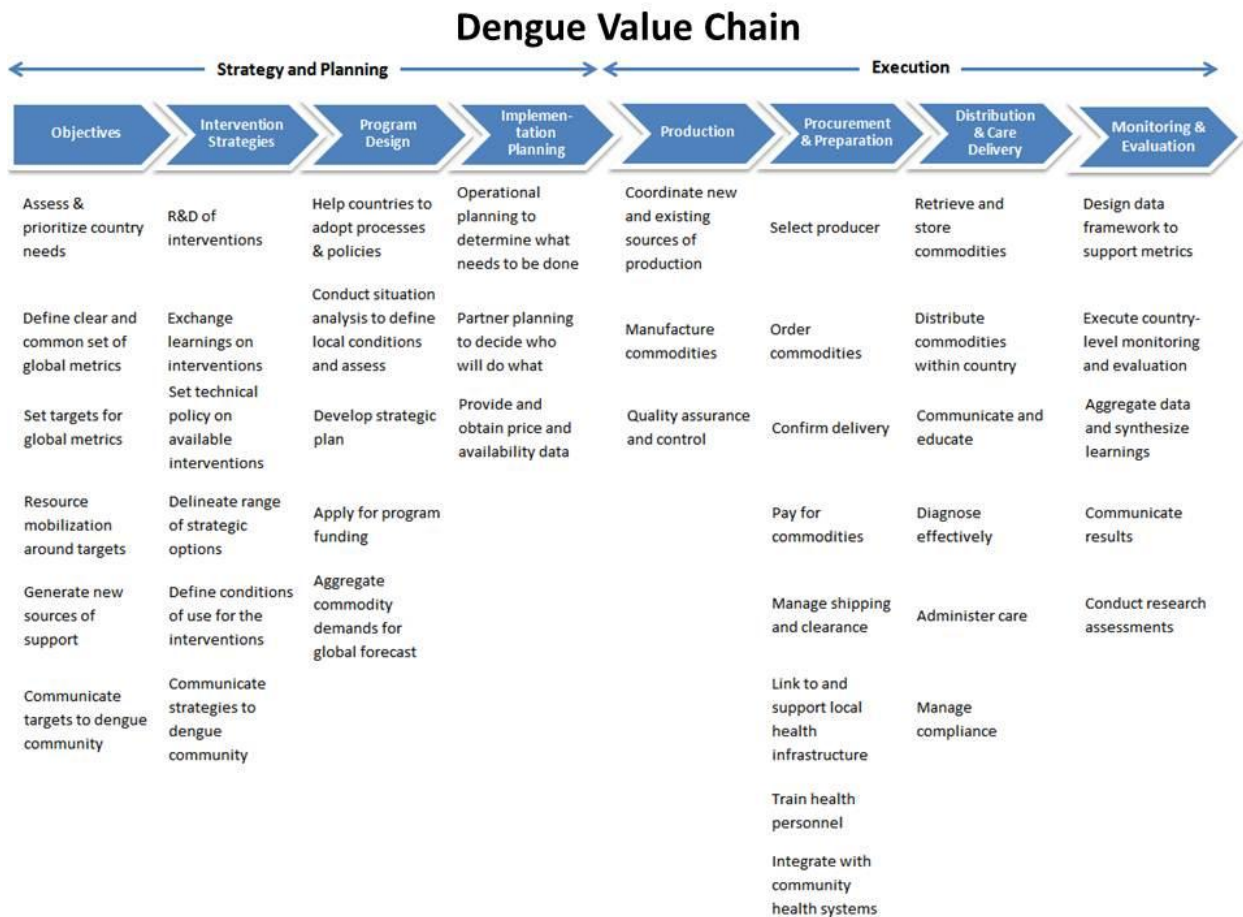 Dengue Value Chain
Strategy and Planning
Execution
Objectives
Intervention
Strategies
Program
Design
Implemen-
tation
Planning
Production
Procurement
& Preparation
Distribution
& Care
Delivery
Monitoring &
Evaluation
Assess &
prioritize country
needs
Define clear and
common set of
global metrics
Set targets for
global metrics
Resource
mobilization
around targets
Generate new
sources of
support
Communicate
targets to dengue
community
R&D of
interventions
Exchange
learnings on
interventions
Set technical
policy on
available
interventions
Delineate range
of strategic
options
Define conditions
of use for the
interventions
Communicate
strategies to
dengue
community
Help countries to
adopt processes
& policies
Conduct situation
analysis to define
local conditions
and assess
Develop strategic
plan
Apply for program
funding
Aggregate
commodity
demands for
global forecast
Operational
planning to
determine what
needs to be done
Partner planning
to decide who
will do what
Provide and
obtain price and
availability data
Coordinate new
and existing
sources of
production
Manufacture
commodities
Quality assurance
and control
Select producer
Order
commodities
Confirm delivery
Pay for
commodities
Manage shipping
and clearance
Link to and
support local
health
infrastructure
Train health
personnel
Integrate with
community
health systems
Retrieve and
store
commodities
Distribute
commodities
within country
Communicate and
educate
Diagnose
effectively
Administer care
Manage
compliance
Design data
framework to
support metrics
Execute country-
level monitoring
and evaluation
Aggregate data
and synthesize
learnings
Communicate
results
Conduct research
assessments